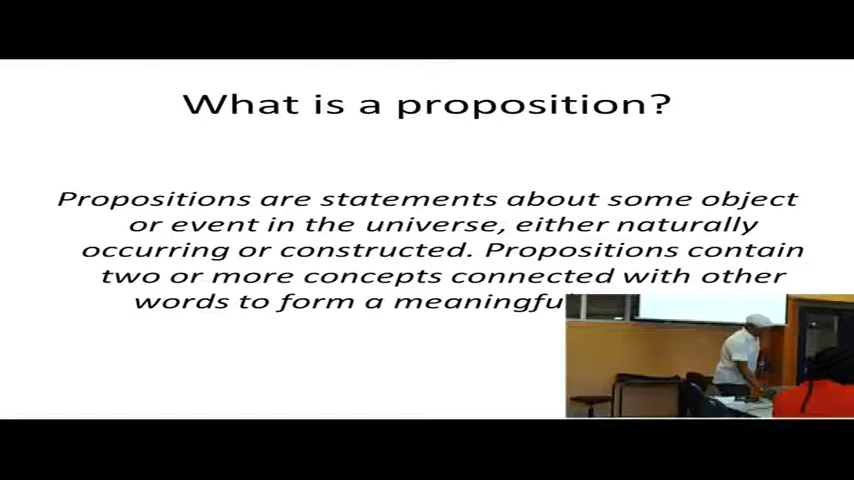 What is a proposition?
Propositions are statements about some object
or event in the universe, either naturally
occurring or constructed. Propositions contain
two or more concepts connected with other
words to form a